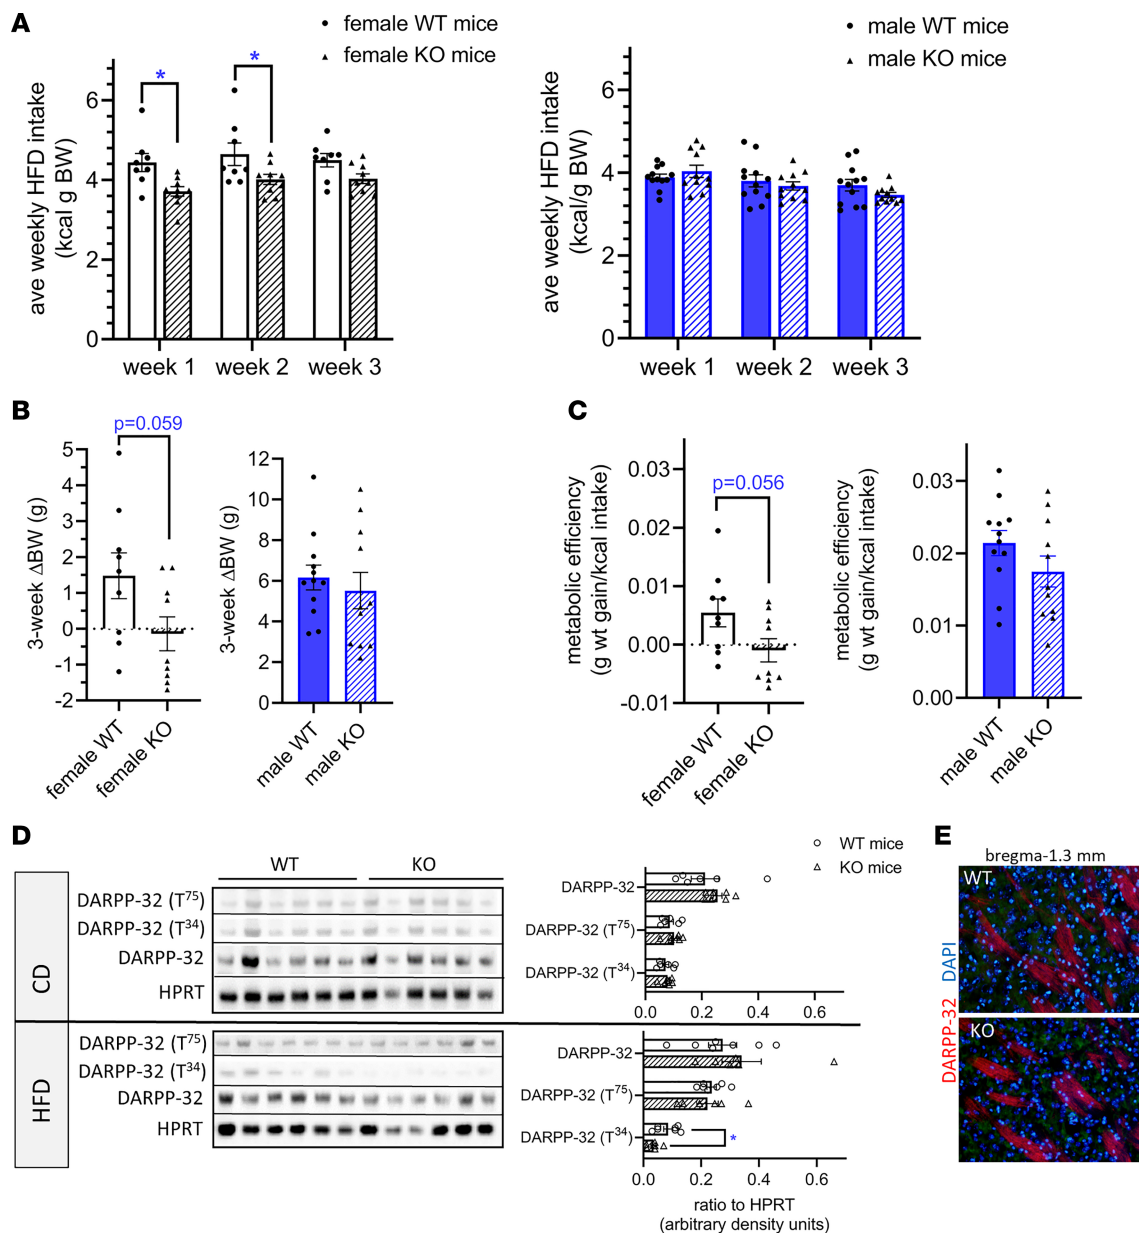 A
female WT mice
female KO mice
male WT mice
male KO mice
ave weekly HFD intake
(kcal g BW)
6
4
2
0
*
*
week 1
week 2
week 3
ave weekly HFD intake
(kcal/g BW)
6
4
2
0
week 1
week 2
week 3
B
p=0.059
3-week ΔBW (g)
5
4
3
2
1
0
-1
-2
female WT
female KO
3-week ΔBW (g)
12
10
8
6
4
2
0
male WT
male KO
C
p=0.056
metabolic efficiency
(g wt gain/kcal intake)
0.03
0.02
0.01
0.00
-0.01
female WT
female KO
metabolic efficiency
(g wt gain/kcal intake)
0.03
0.02
0.01
0.00
male WT
male KO
D
WT
KO
CD
DARPP-32 (T75)
DARPP-32 (T34)
DARPP-32
HPRT
HFD
DARPP-32 (T75)
DARPP-32 (T34)
DARPP-32
HPRT
WT mice
KO mice
DARPP-32
DARPP-32 (T75)
DARPP-32 (T34)
0.0
0.2
0.4
0.6
DARPP-32
DARPP-32 (T75)
DARPP-32 (T34)
*
0.0
0.2
0.4
0.6
ratio to HPRT
(arbitrary density units)
E
bregma-1.3 mm
WT
KO
DARPP-32 DAPI